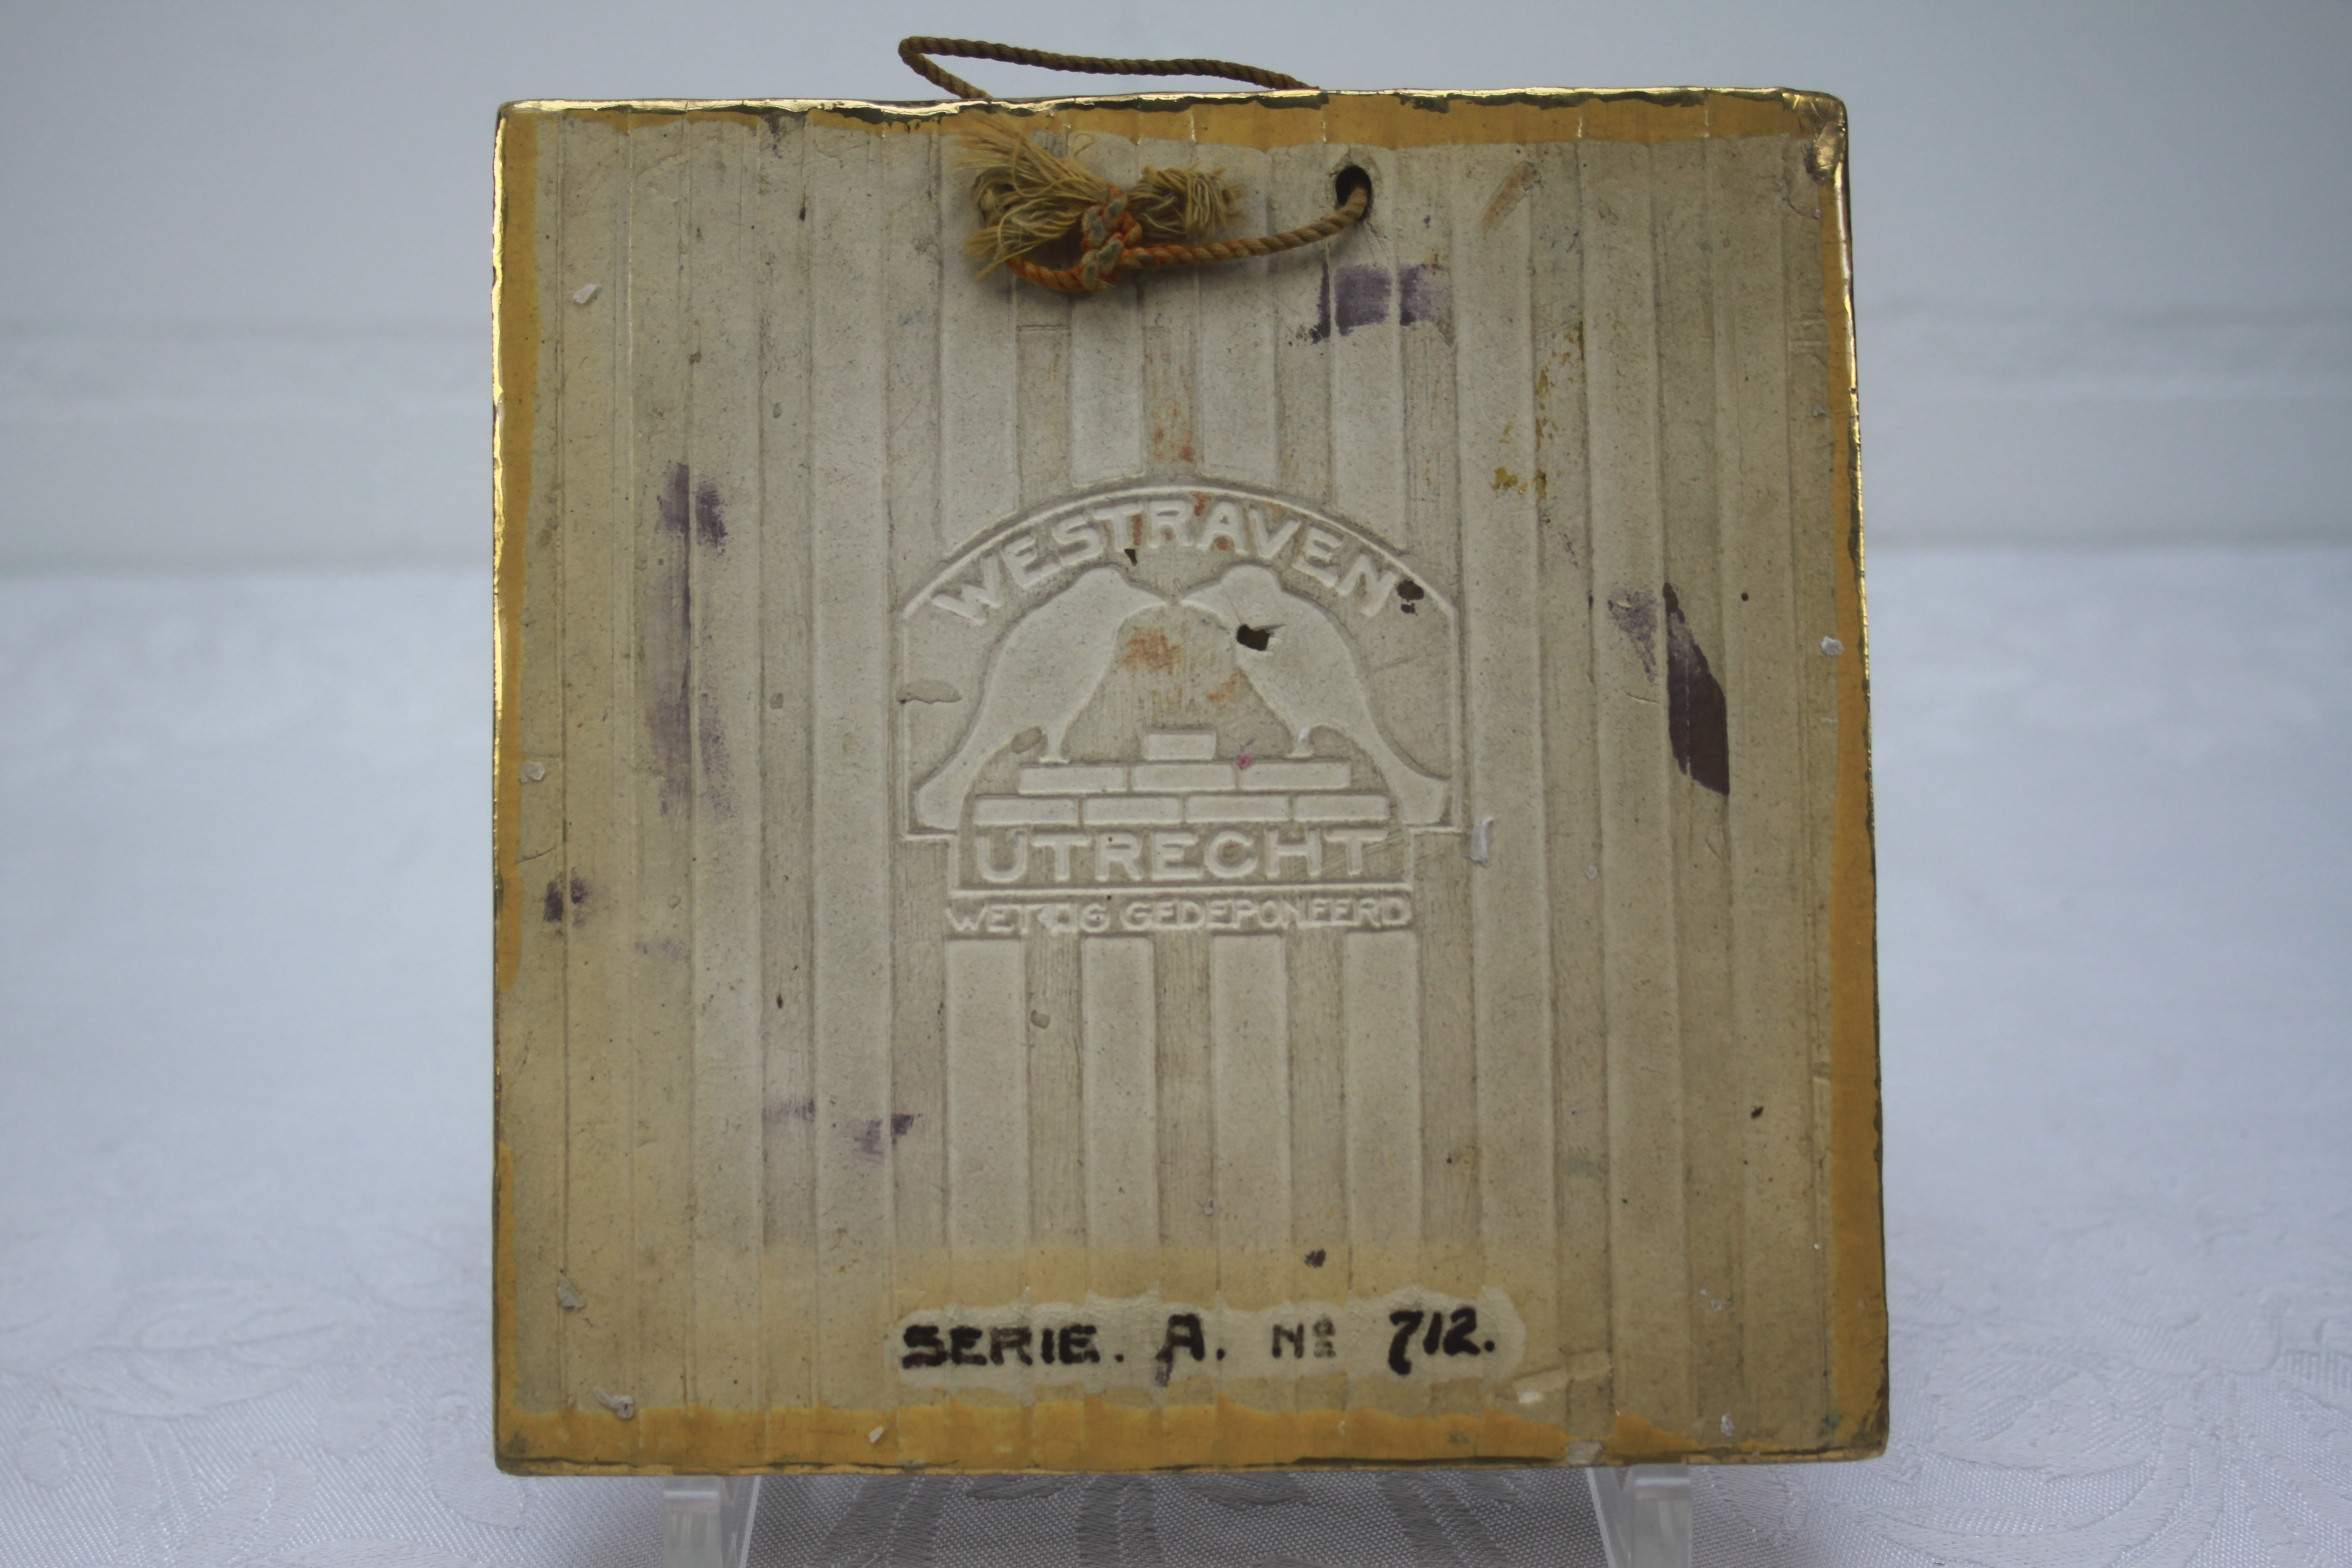 WESTRAVEN
UTRECHT
WETTIG GEDEPONEERD
SERIE. A. No 712.